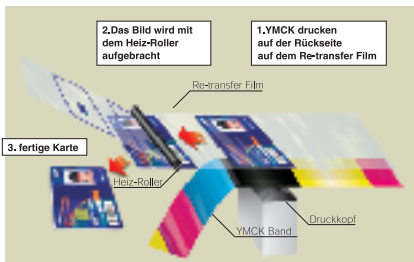 2.Das Bild wird mit
dem Heiz-Roller
aufgebracht
1.YMCK drucken
auf der Rückseite
auf dem Re-transfer Film
Re-transfer Film
3. fertige Karte
Heiz-Roller
Druckkopf
YMCK Band